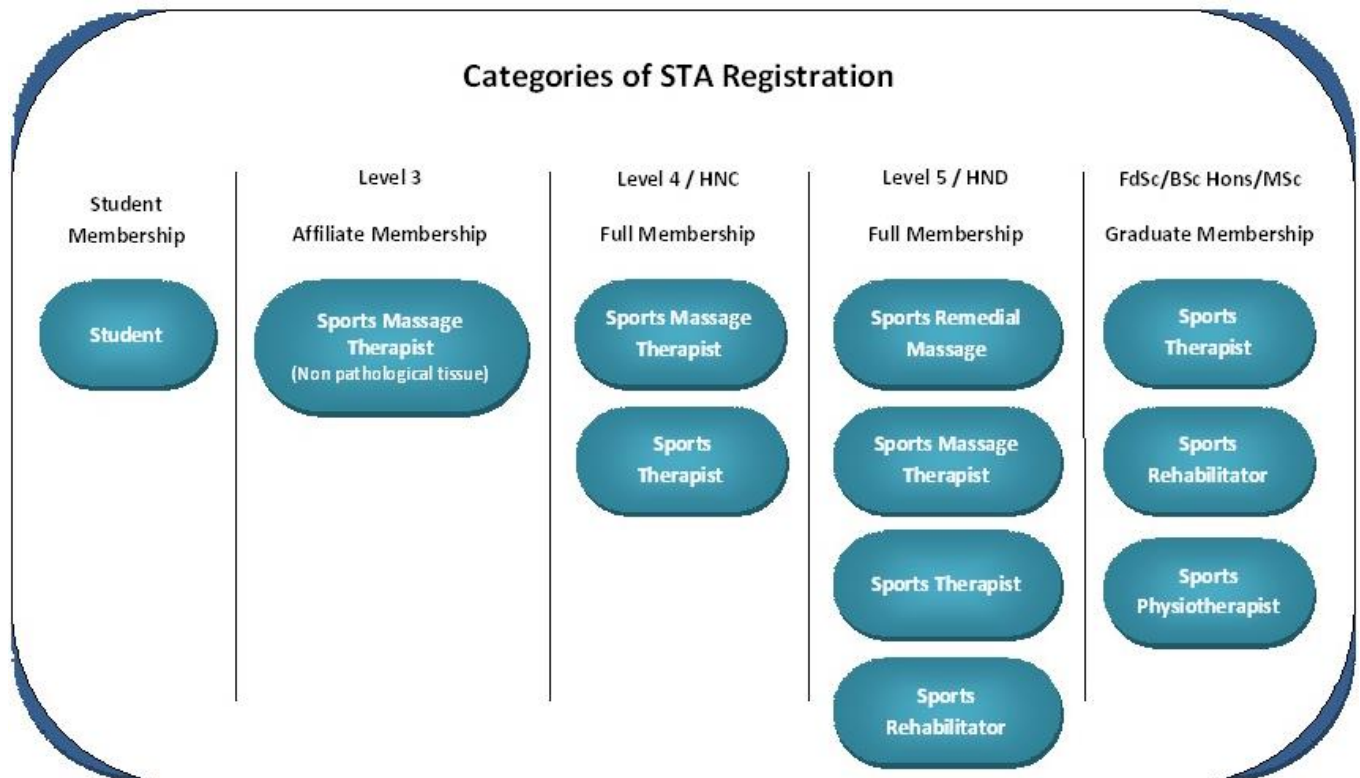 Categories of STA Registration
Student
Membership
Student
Level 3
Affiliate Membership
Sports Massage
Therapist
(Non pathological tissue)
Level 4 / HNC
Full Membership
Sports Massage
Therapist
Sports
Therapist
Level 5 / HND
Full Membership
Sports Remedial
Massage
Sports Massage
Therapist
Sports Therapist
Sports
Rehabilitator
FdSc/BSc Hons/MSc
Graduate Membership
Sports
Therapist
Sports
Rehabilitator
Sports
Physiotherapist